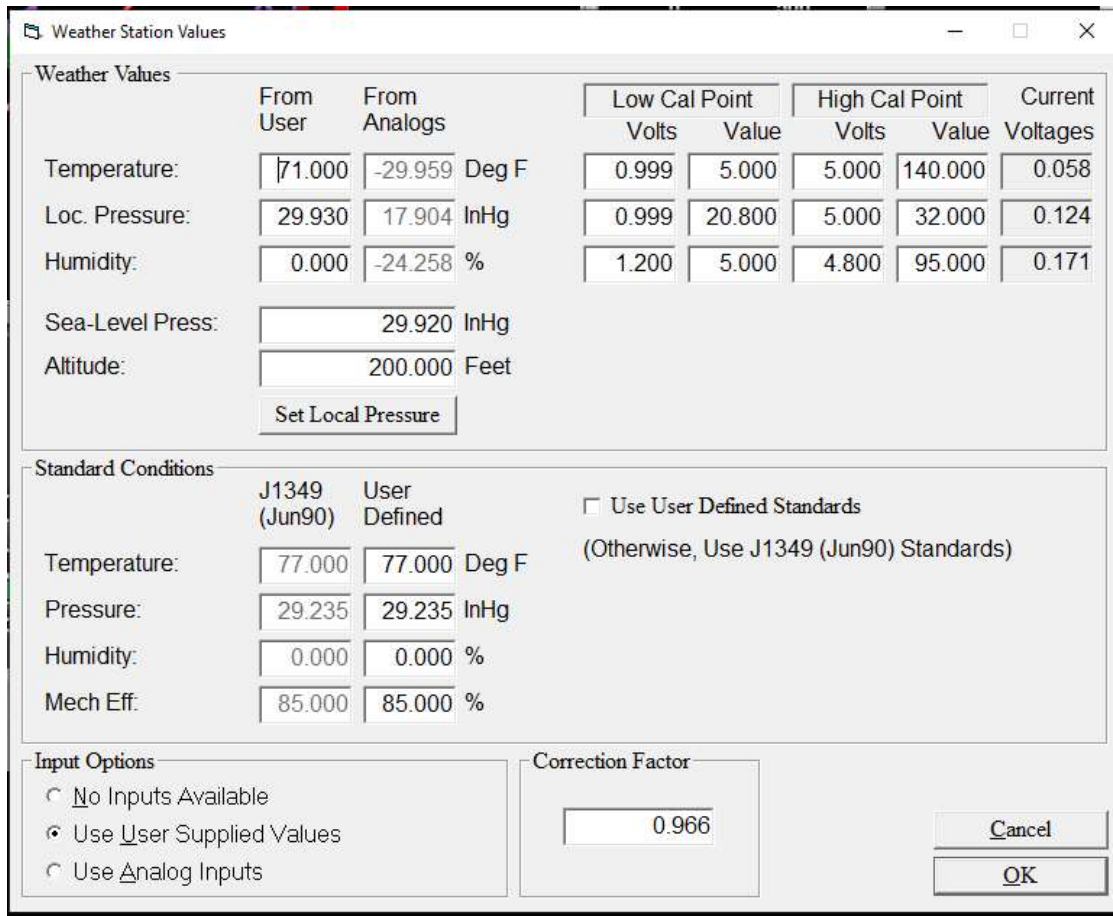 Weather Station Values
Weather Values
From User From Analogs Low Cal Point High Cal Point Current Voltages
Volts Value Volts Value
Temperature: 71.000 -29.959 Deg F 0.999 5.000 5.000 140.000 0.058
Loc. Pressure: 29.930 17.904 InHg 0.999 20.800 5.000 32.000 0.124
Humidity: 0.000 -24.258 % 1.200 5.000 4.800 95.000 0.171
Sea-Level Press: 29.920 InHg
Altitude: 200.000 Feet
Set Local Pressure
Standard Conditions
J1349 (Jun90) User Defined Use User Defined Standards
(Otherwise, Use J1349 (Jun90) Standards)
Temperature: 77.000 77.000 Deg F
Pressure: 29.235 29.235 InHg
Humidity: 0.000 0.000 %
Mech Eff: 85.000 85.000 %
Input Options
No Inputs Available
Use User Supplied Values
Use Analog Inputs
Correction Factor
0.966
Cancel
OK